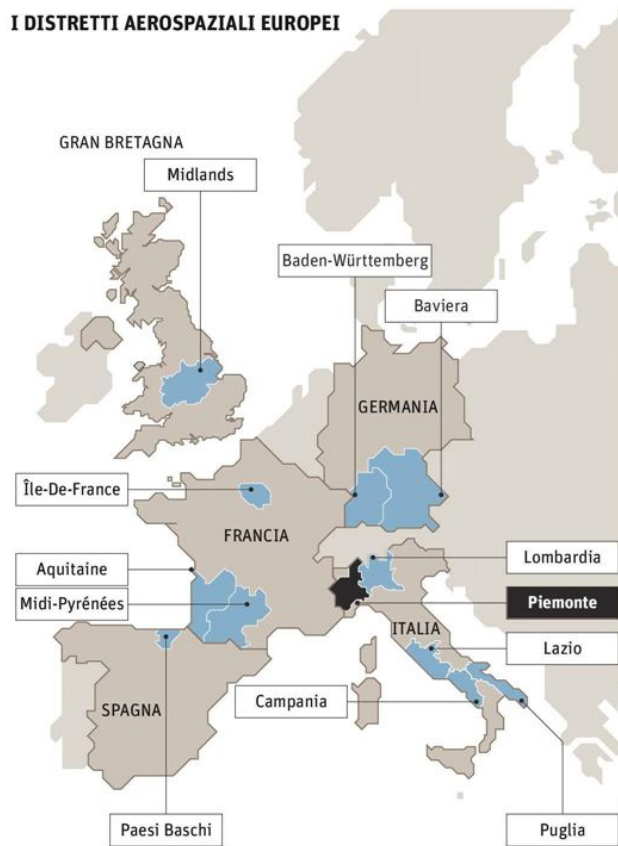 I DISTRETTI AEROSPAZIALI EUROPEI
GRAN BRETAGNA
Midlands
Baden-Württemberg
Baviera
GERMANIA
Île-De-France
FRANCIA
Aquitaine
Lombardia
Midi-Pyrénées
Piemonte
ITALIA
Lazio
SPAGNA
Campania
Paesi Baschi
Puglia